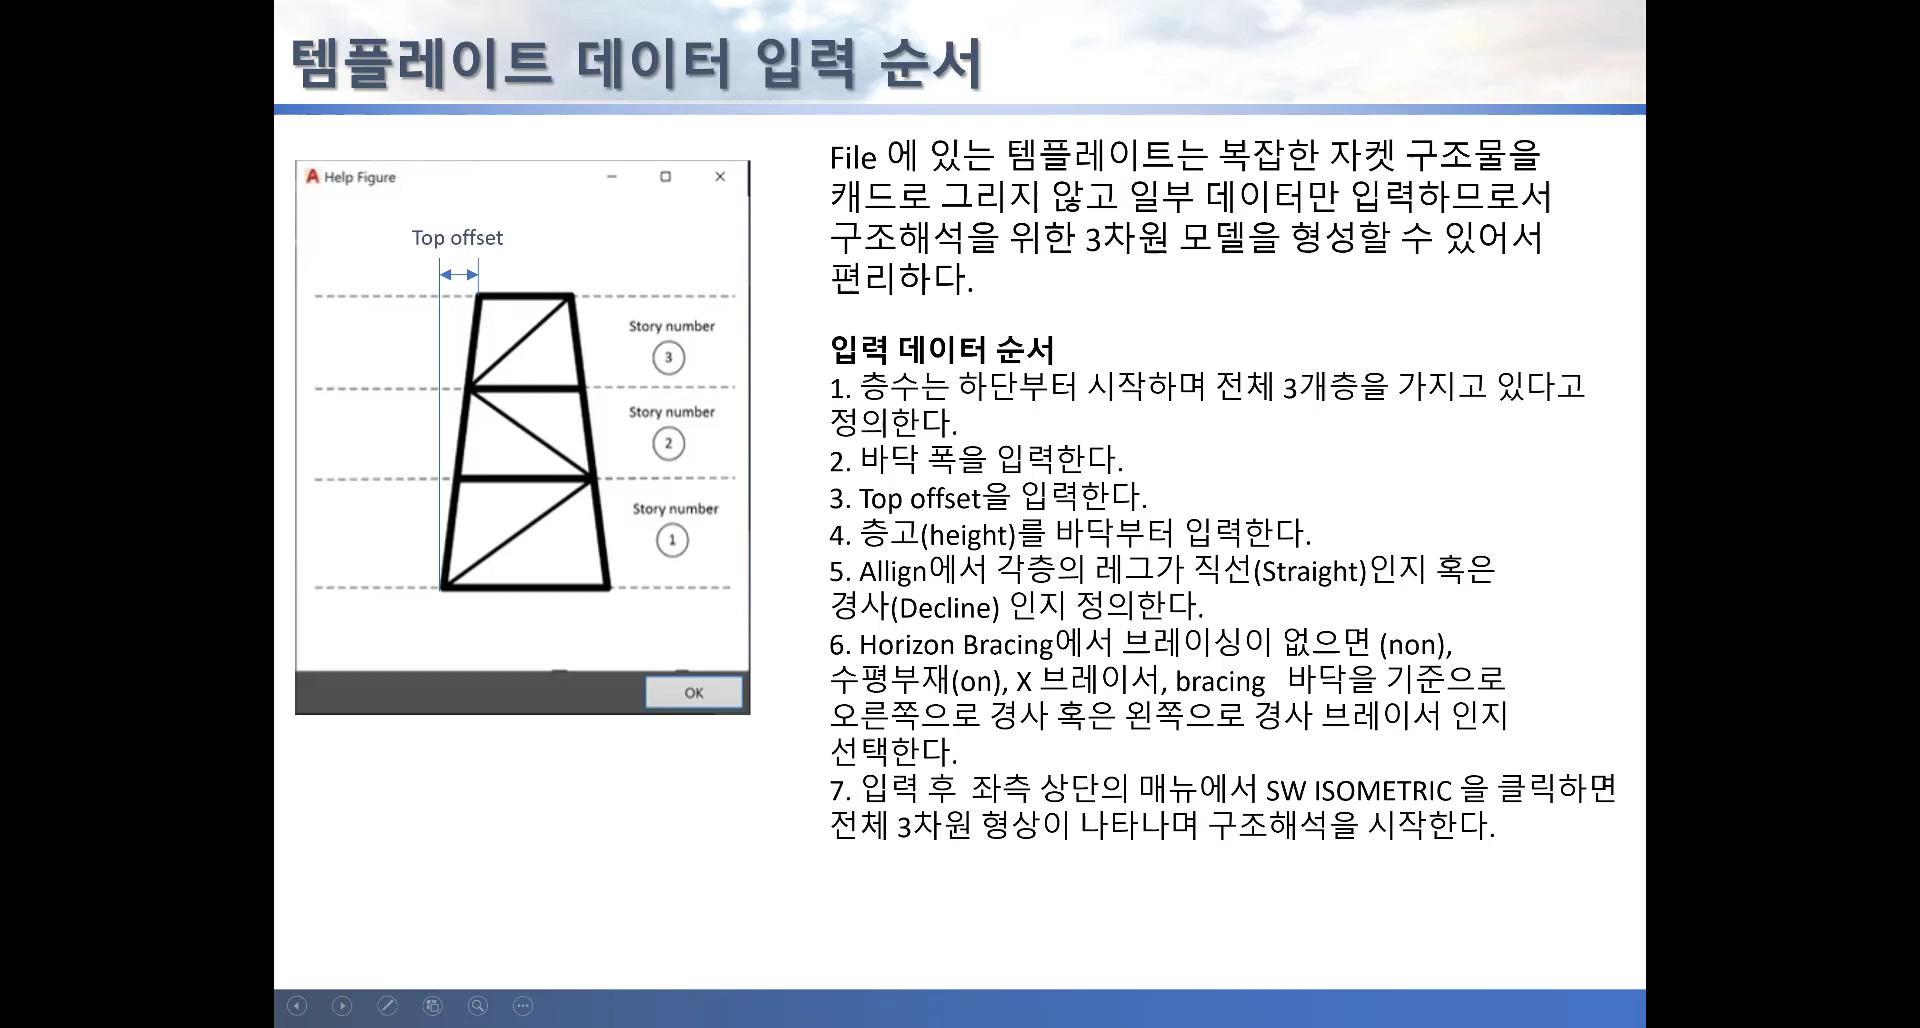 템플레이트 데이터 입력 순서
Help Figure
Top offset
Story number
3
Story number
2
Story number
1
OK
File 에 있는 템플레이트는 복잡한 자켓 구조물을
캐드로 그리지 않고 일부 데이터만 입력하므로서
구조해석을 위한 3차원 모델을 형성할 수 있어서
편리하다.
입력 데이터 순서
1. 층수는 하단부터 시작하며 전체 3개층을 가지고 있다고
정의한다.
2. 바닥 폭을 입력한다.
3. Top offset을 입력한다.
4. 층고(height)를 바닥부터 입력한다.
5. Allign에서 각층의 레그가 직선(Straight)인지 혹은
경사(Decline) 인지 정의한다.
6. Horizon Bracing에서 브레이싱이 없으면 (non),
수평부재(on), X 브레이서, bracing 바닥을 기준으로
오른쪽으로 경사 혹은 왼쪽으로 경사 브레이서 인지
선택한다.
7. 입력 후 좌측 상단의 매뉴에서 SW ISOMETRIC 을 클릭하면
전체 3차원 형상이 나타나며 구조해석을 시작한다.